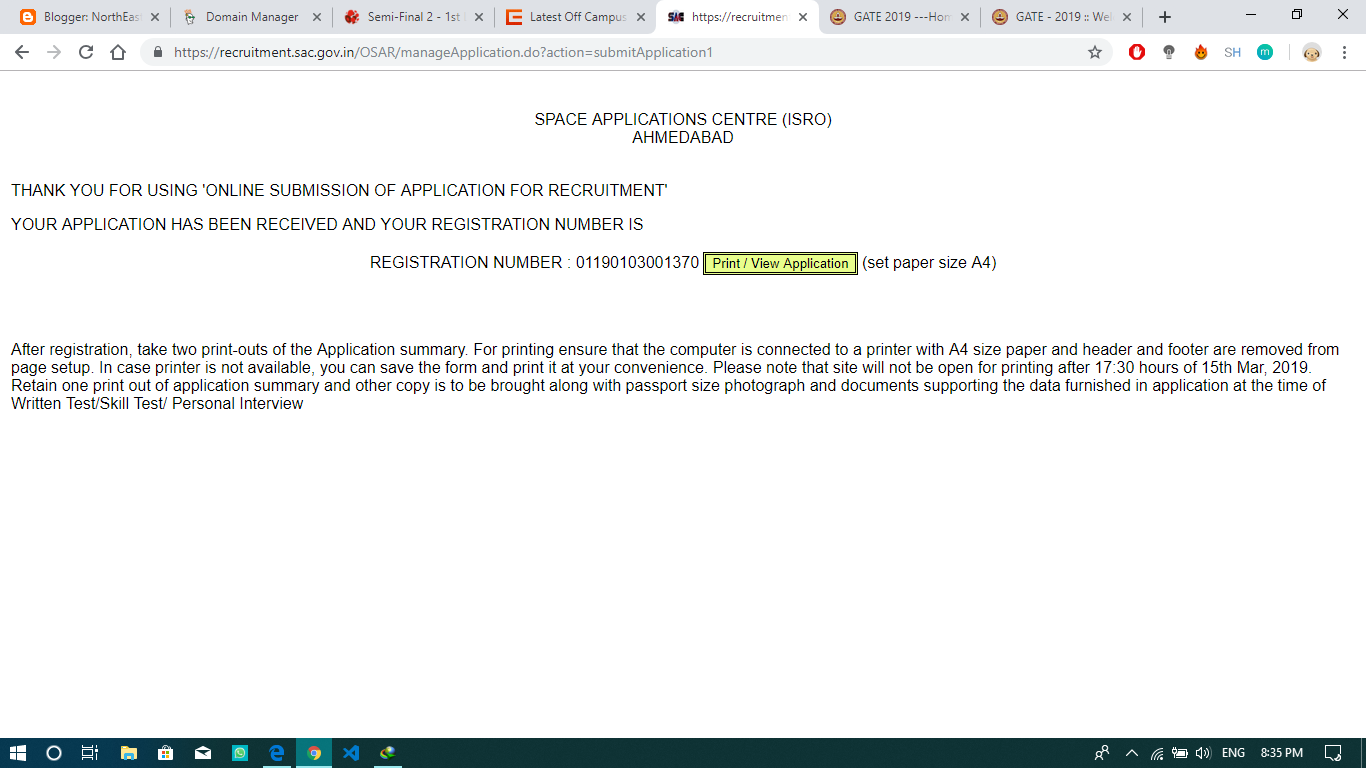 Blogger: NorthEas
Domain Manager
Semi-Final 2 - 1st
Latest Off Campus
https://recruitmen
GATE 2019 ---Hom
GATE - 2019 :: Wel
https://recruitment.sac.gov.in/OSAR/manageApplication.do?action=submitApplication1
SH
m
SPACE APPLICATIONS CENTRE (ISRO)
AHMEDABAD
THANK YOU FOR USING 'ONLINE SUBMISSION OF APPLICATION FOR RECRUITMENT'
YOUR APPLICATION HAS BEEN RECEIVED AND YOUR REGISTRATION NUMBER IS
REGISTRATION NUMBER : 01190103001370 Print / View Application (set paper size A4)
After registration, take two print-outs of the Application summary. For printing ensure that the computer is connected to a printer with A4 size paper and header and footer are removed from
page setup. In case printer is not available, you can save the form and print it at your convenience. Please note that site will not be open for printing after 17:30 hours of 15th Mar, 2019.
Retain one print out of application summary and other copy is to be brought along with passport size photograph and documents supporting the data furnished in application at the time of
Written Test/Skill Test/ Personal Interview
ENG
8:35 PM